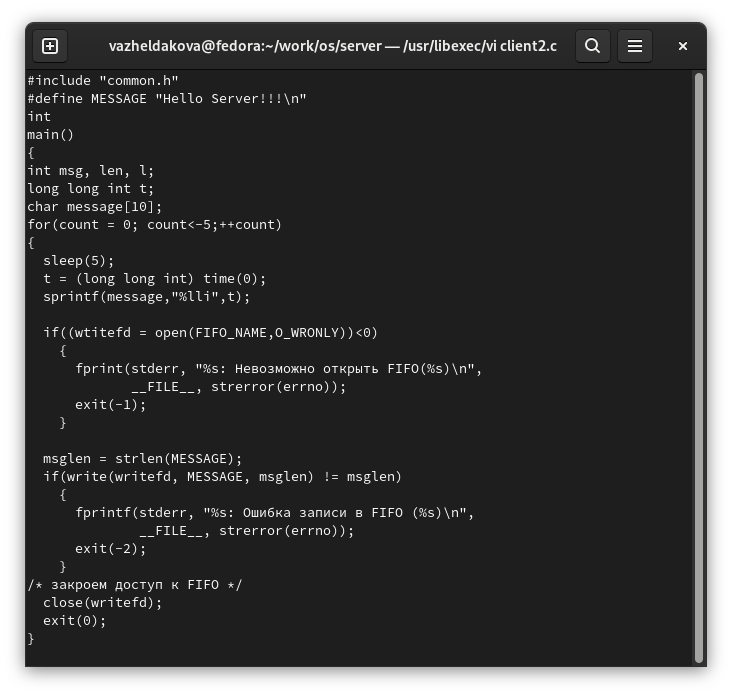 vazheldakova@fedora:~/work/os/server — /usr/libexec/vi client2.c
#include "common.h"
#define MESSAGE "Hello Server!!!\n"
int
main()
{
int msg, len, l;
long long int t;
char message[10];
for(count = 0; count<-5;++count)
{
  sleep(5);
  t = (long long int) time(0);
  sprintf(message,"%lli",t);

  if((wtitefd = open(FIFO_NAME,O_WRONLY))<0)
    {
      fprint(stderr, "%s: Невозможно открыть FIFO(%s)\n",
             __FILE__, strerror(errno));
      exit(-1);
    }

  msglen = strlen(MESSAGE);
  if(write(writefd, MESSAGE, msglen) != msglen)
    {
      fprintf(stderr, "%s: Ошибка записи в FIFO (%s)\n",
              __FILE__, strerror(errno));
      exit(-2);
    }
/* закроем доступ к FIFO */
  close(writefd);
  exit(0);
}